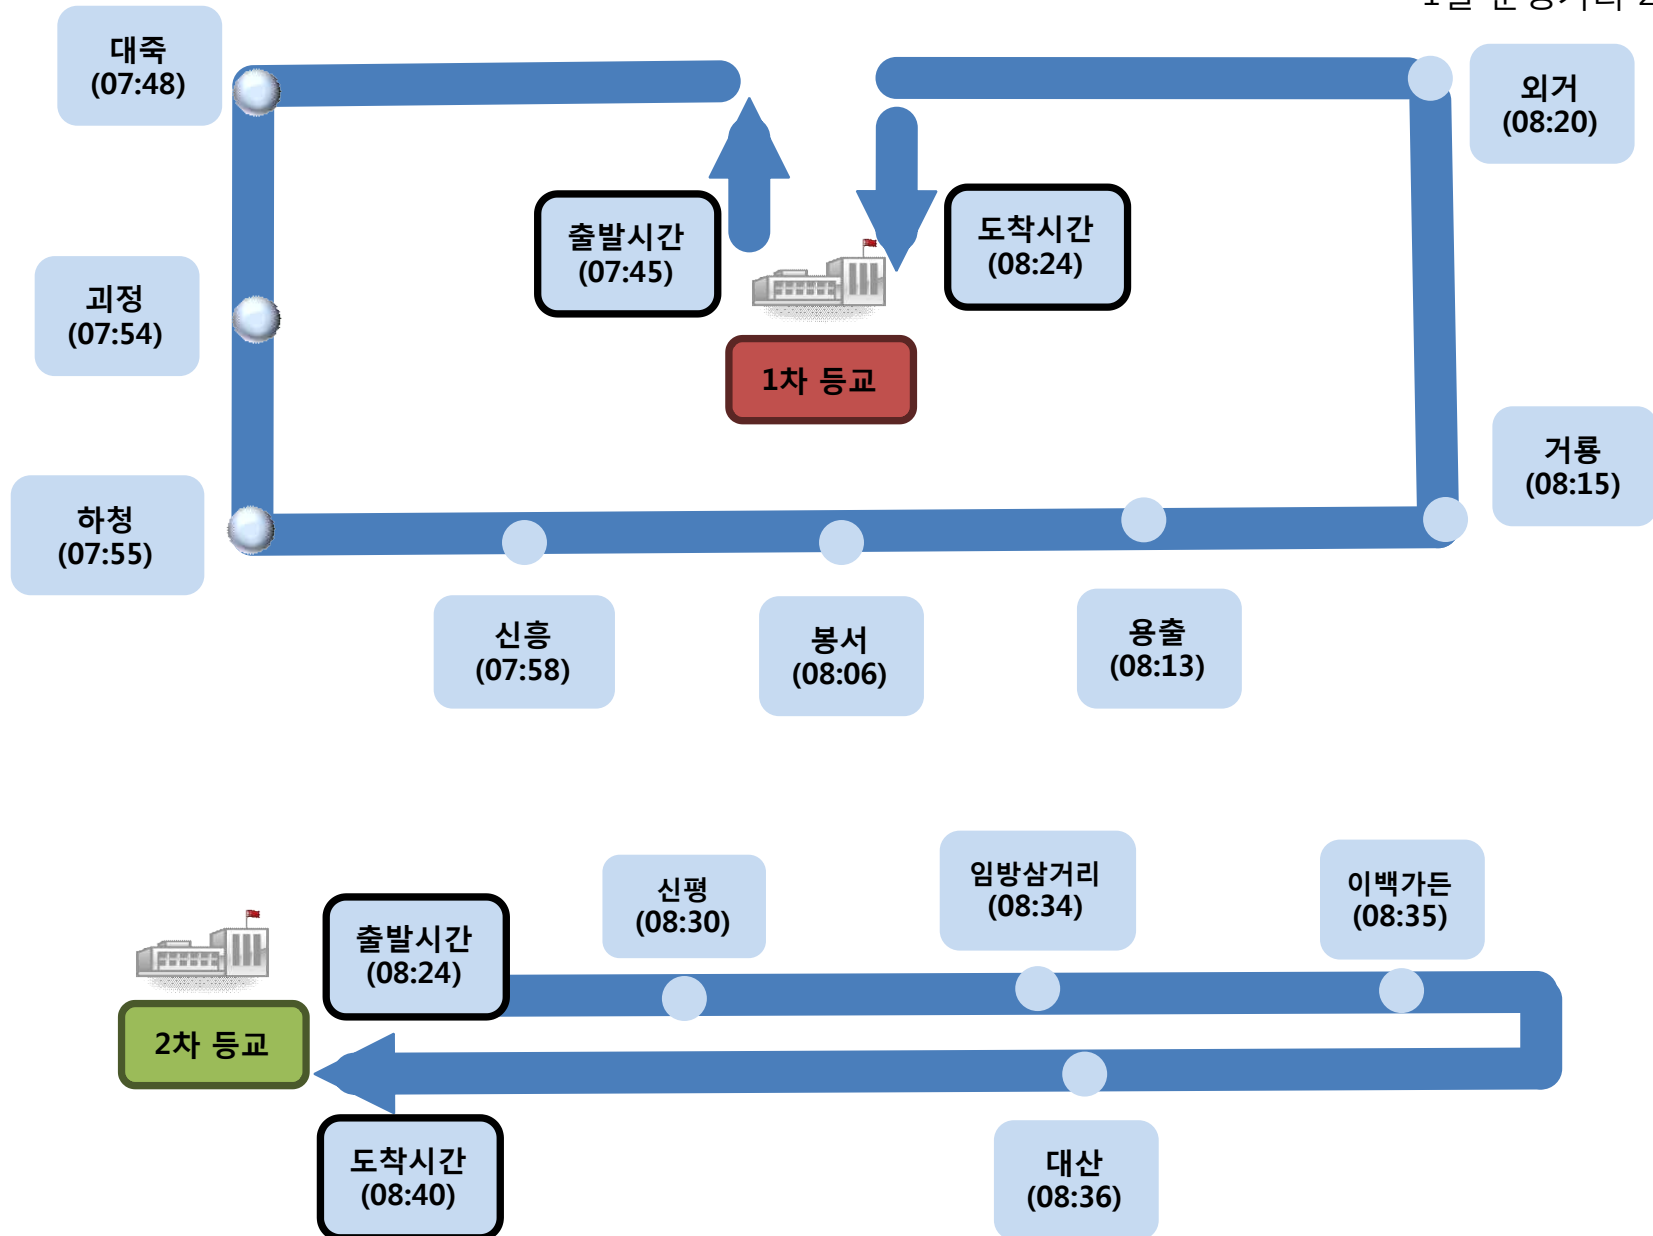 대죽
(07:48)
외거
(08:20)
출발시간
(07:45)
도착시간
(08:24)
괴정
(07:54)
1차 등교
거룡
(08:15)
하청
(07:55)
신흥
(07:58)
봉서
(08:06)
용출
(08:13)
신평
(08:30)
임방삼거리
(08:34)
이백가든
(08:35)
출발시간
(08:24)
2차 등교
도착시간
(08:40)
대산
(08:36)